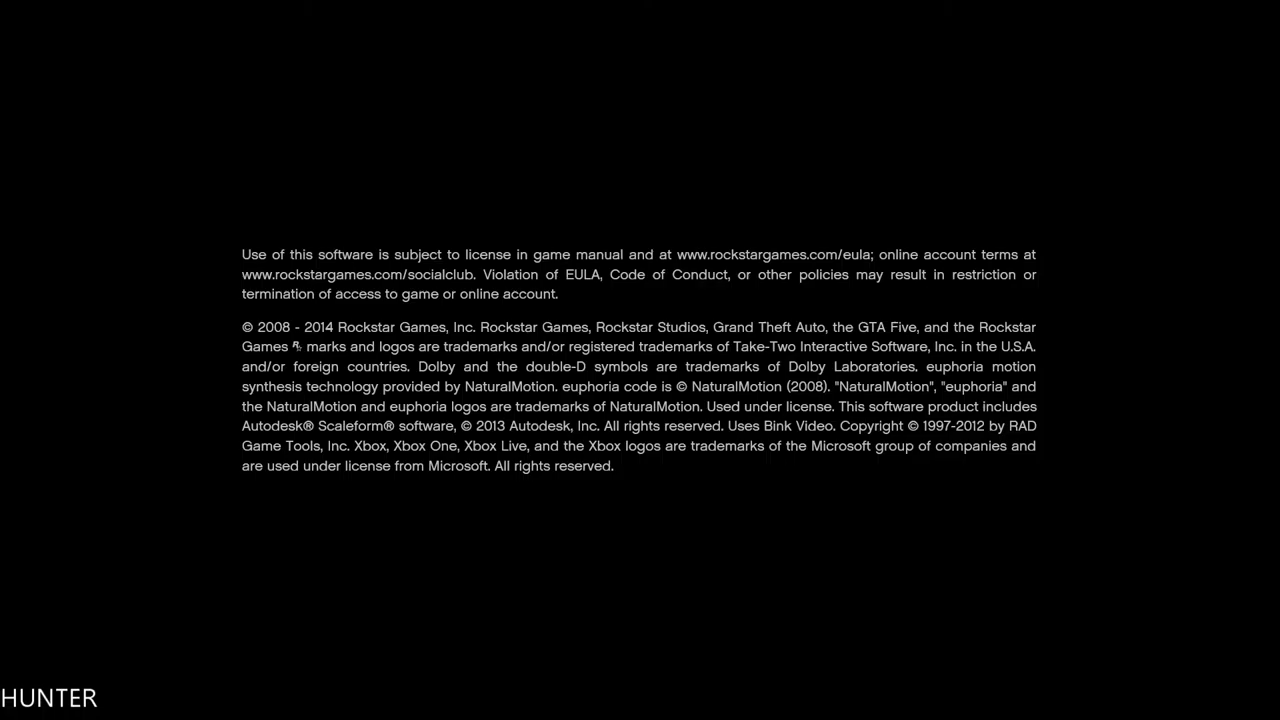 Use of this software is subject to license in game manual and at www.rockstargames.com/eula; online account terms at
www.rockstargames.com/socialclub. Violation of EULA, Code of Conduct, or other policies may result in restriction or
termination of access to game or online account.
© 2008 - 2014 Rockstar Games, Inc. Rockstar Games, Rockstar Studios, Grand Theft Auto, the GTA Five, and the Rockstar
Games R* marks and logos are trademarks and/or registered trademarks of Take-Two Interactive Software, Inc. in the U.S.A.
and/or foreign countries. Dolby and the double-D symbols are trademarks of Dolby Laboratories. euphoria motion
synthesis technology provided by NaturalMotion. euphoria code is © NaturalMotion (2008). "NaturalMotion", "euphoria" and
the NaturalMotion and euphoria logos are trademarks of NaturalMotion. Used under license. This software product includes
Autodesk® Scaleform® software, © 2013 Autodesk, Inc. All rights reserved. Uses Bink Video. Copyright © 1997-2012 by RAD
Game Tools, Inc. Xbox, Xbox One, Xbox Live, and the Xbox logos are trademarks of the Microsoft group of companies and
are used under license from Microsoft. All rights reserved.
HUNTER